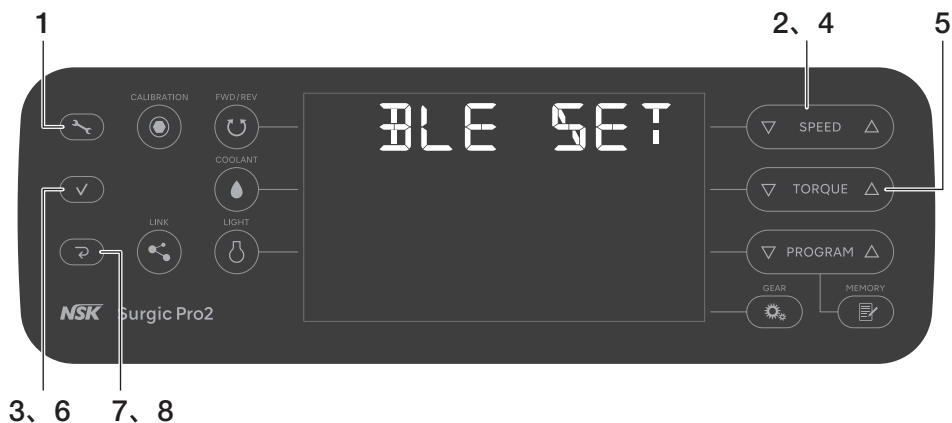 1
2、4
5
CALIBRATION
FWD/REV
BLE SET
SPEED
COOLANT
TORQUE
LINK
LIGHT
PROGRAM
GEAR
MEMORY
NSK
Surgic Pro2
3、6
7、8